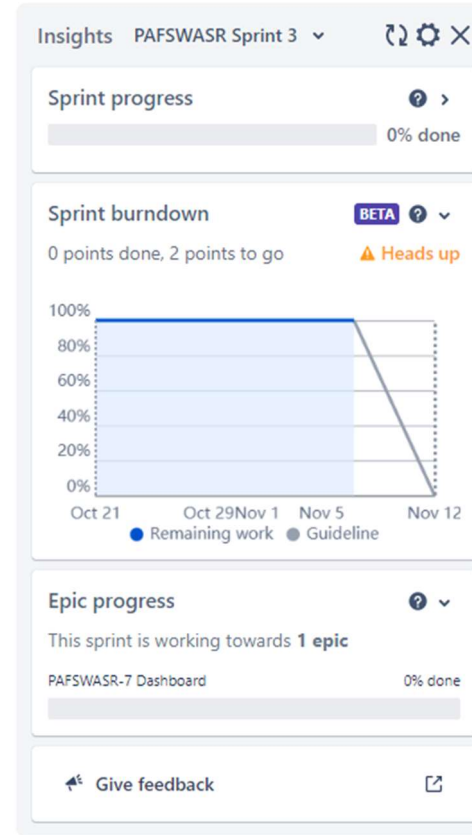 Insights PAFSWASR Sprint 3
Sprint progress
0% done
Sprint burndown BETA
0 points done, 2 points to go Heads up
100%
80%
60%
40%
20%
0%
Oct 21 Oct 29 Nov 1 Nov 5 Nov 12
Remaining work Guideline
Epic progress
This sprint is working towards 1 epic
PAFSWASR-7 Dashboard 0% done
Give feedback